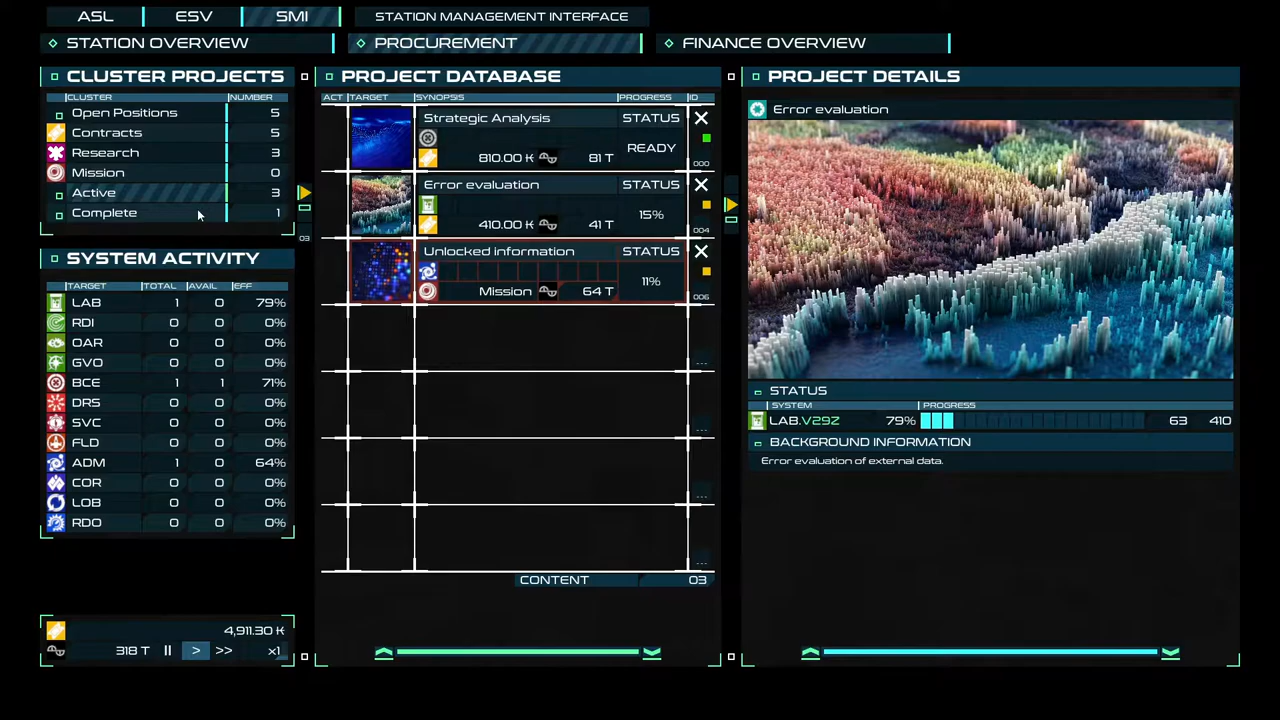 ASL ESV SMI STATION MANAGEMENT INTERFACE
STATION OVERVIEW PROCUREMENT FINANCE OVERVIEW
CLUSTER PROJECTS
CLUSTER NUMBER
Open Positions 5
Contracts 5
Research 3
Mission 0
Active 3
Complete 1
03
SYSTEM ACTIVITY
TARGET TOTAL AVAIL EFF
LAB 1 0 79%
RDI 0 0 0%
OAR 0 0 0%
GVO 0 0 0%
BCE 1 1 71%
DRS 0 0 0%
SVC 0 0 0%
FLD 0 0 0%
ADM 1 0 64%
COR 0 0 0%
LOB 0 0 0%
RDO 0 0 0%
4,911.30 K
318 T II > >> x1
PROJECT DATABASE
ACT TARGET SYNOPSIS PROGRESS ID
Strategic Analysis STATUS
READY
810.00 K 81 T 000
Error evaluation STATUS
15%
410.00 K 41 T 004
Unlocked information STATUS
11%
Mission 64 T 006
---
---
---
---
CONTENT 03
PROJECT DETAILS
Error evaluation
STATUS
SYSTEM PROGRESS
LAB.V29Z 79% 63 410
BACKGROUND INFORMATION
Error evaluation of external data.